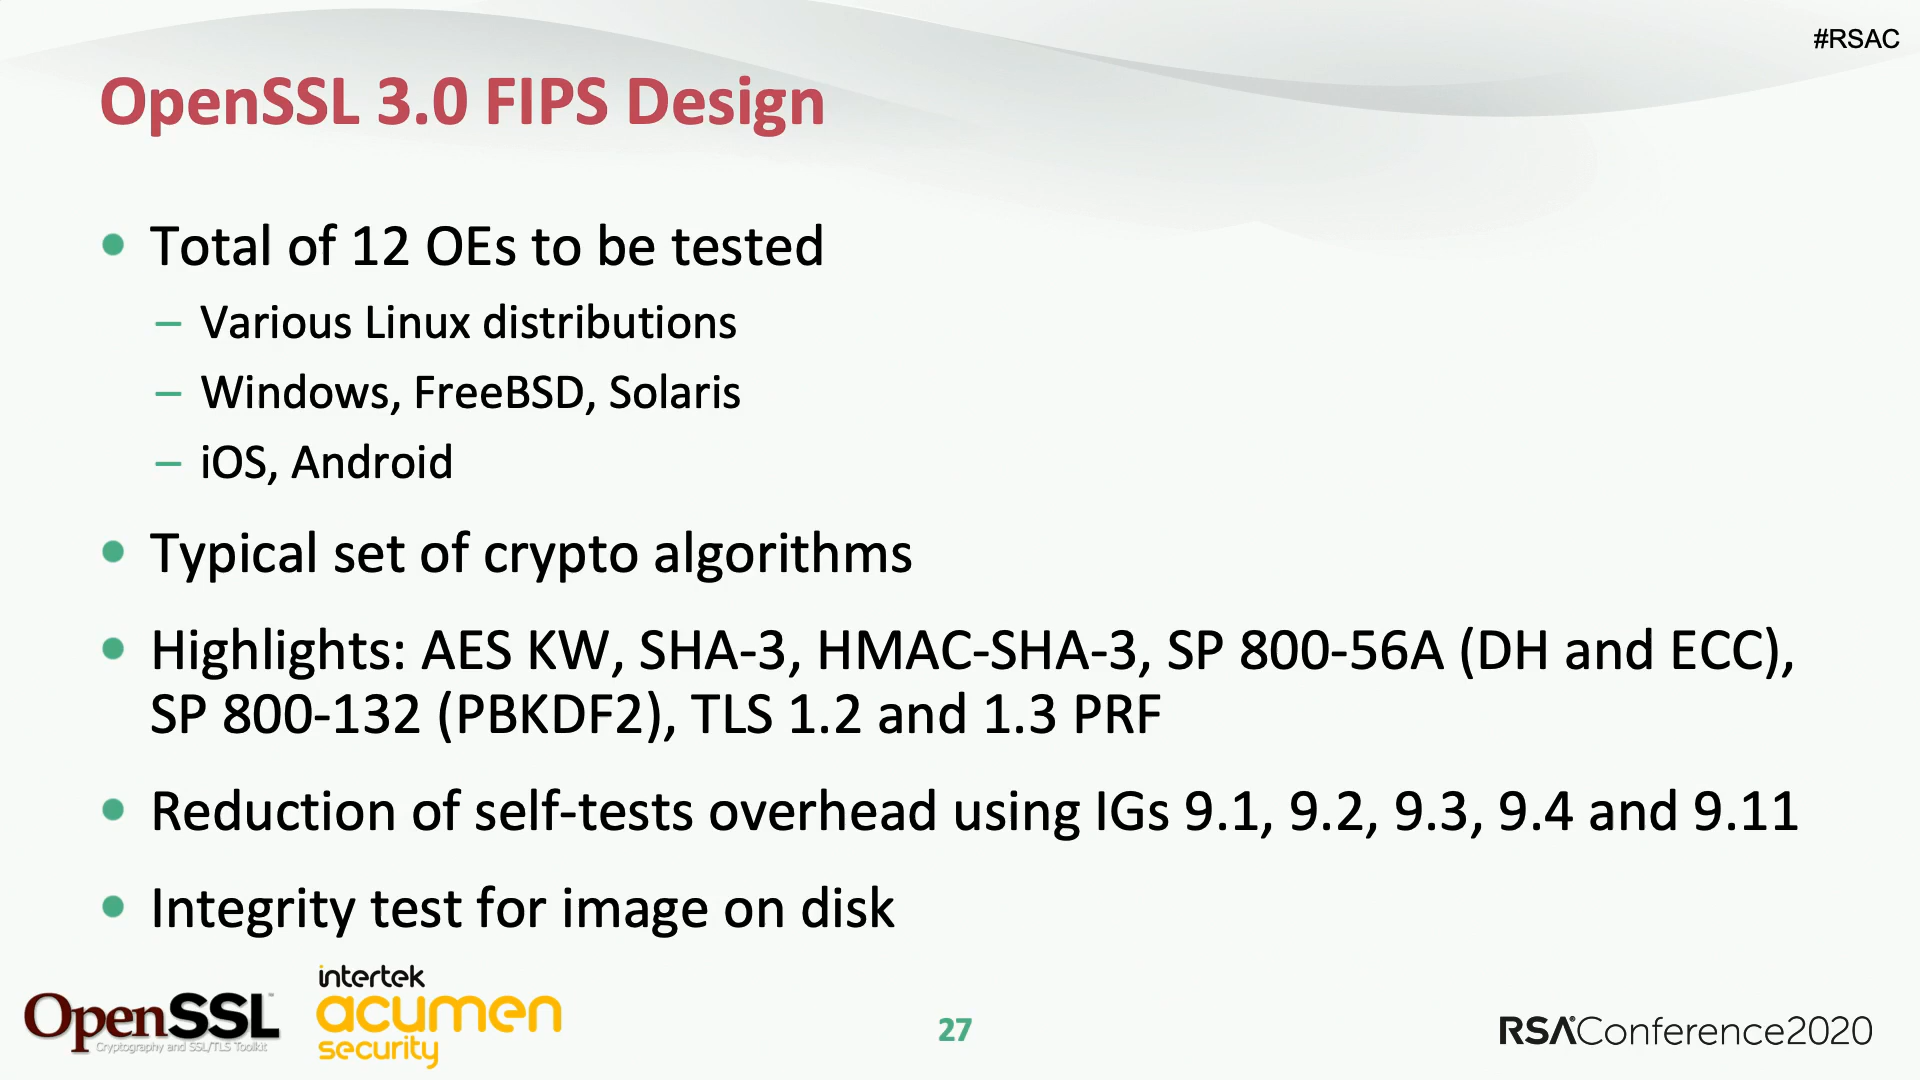 #RSAC
OpenSSL 3.0 FIPS Design
• Total of 12 OEs to be tested
– Various Linux distributions
– Windows, FreeBSD, Solaris
– iOS, Android
• Typical set of crypto algorithms
• Highlights: AES KW, SHA-3, HMAC-SHA-3, SP 800-56A (DH and ECC),
SP 800-132 (PBKDF2), TLS 1.2 and 1.3 PRF
• Reduction of self-tests overhead using IGs 9.1, 9.2, 9.3, 9.4 and 9.11
• Integrity test for image on disk
OpenSSL™
Cryptography and SSL/TLS Toolkit
intertek
acumen
security
27
RSA®Conference2020